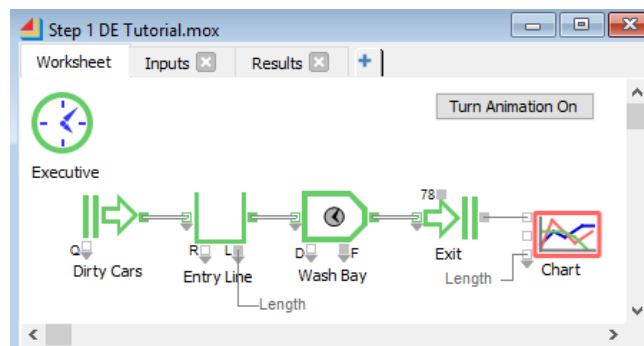 Step 1 DE Tutorial.mox
Worksheet Inputs Results
Turn Animation On
Executive
78
Q R L D F
Dirty Cars Entry Line Wash Bay Exit Chart
Length Length